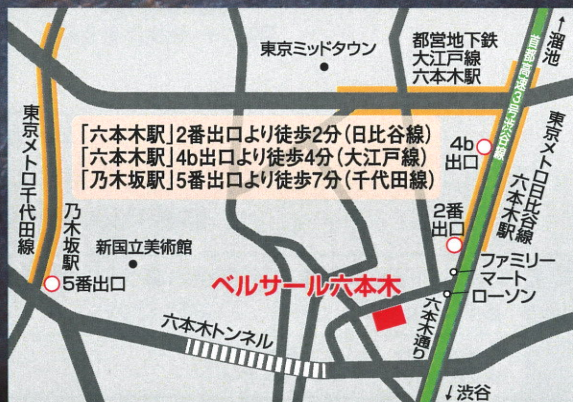 ↑溜池
東京ミッドタウン
都営地下鉄
大江戸線
六本木駅
首都高速3号渋谷線
「六本木駅」2番出口より徒歩2分(日比谷線)
「六本木駅」4b出口より徒歩4分(大江戸線)
「乃木坂駅」5番出口より徒歩7分(千代田線)
4b
出口
東京メトロ日比谷線
六本木駅
東京メトロ千代田線
乃木坂駅
2番
出口
新国立美術館
5番出口
ファミリー
マート
ローソン
ベルサール六本木
六本木通り
六本木トンネル
↓渋谷